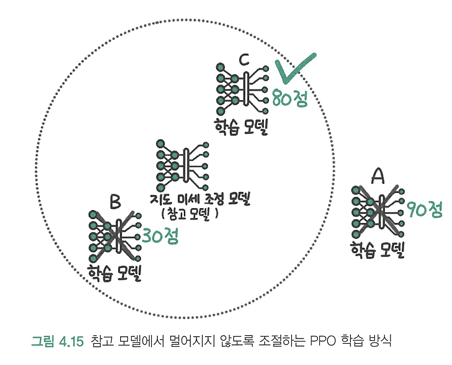 C
80점
학습 모델
지도 미세 조정 모델
(참고 모델)
A
90점
학습 모델
B
30점
학습 모델
그림 4.15 참고 모델에서 멀어지지 않도록 조절하는 PPO 학습 방식